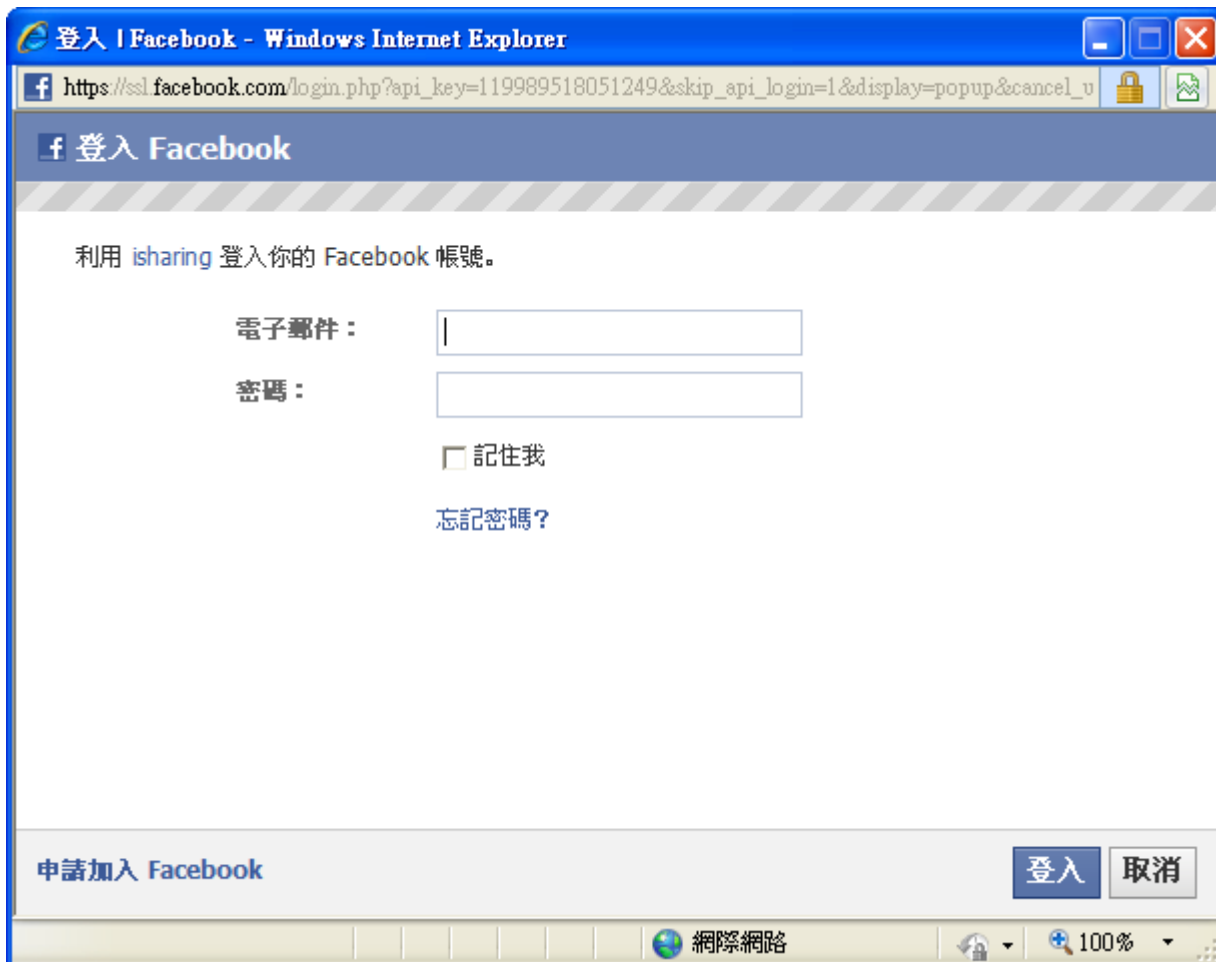 登入 | Facebook - Windows Internet Explorer
https://ssl.facebook.com/login.php?api_key=119989518051249&skip_api_login=1&display=popup&cancel_u
登入 Facebook
利用 isharing 登入你的 Facebook 帳號。
電子郵件：
密碼：
記住我
忘記密碼？
申請加入 Facebook
登入 取消
網際網路 100%